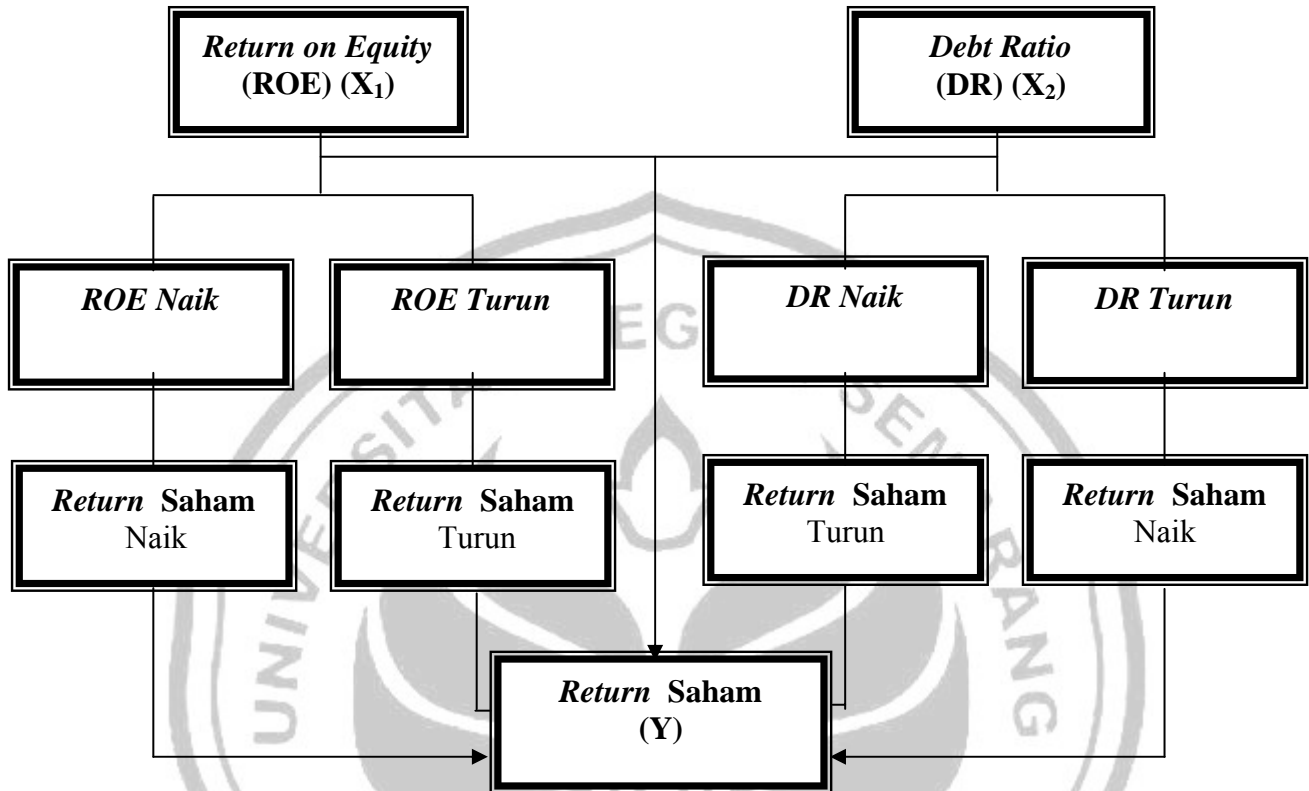 Return on Equity
(ROE) (X₁)
Debt Ratio
(DR) (X₂)
ROE Naik
ROE Turun
DR Naik
DR Turun
Return Saham
Naik
Return Saham
Turun
Return Saham
Turun
Return Saham
Naik
Return Saham
(Y)